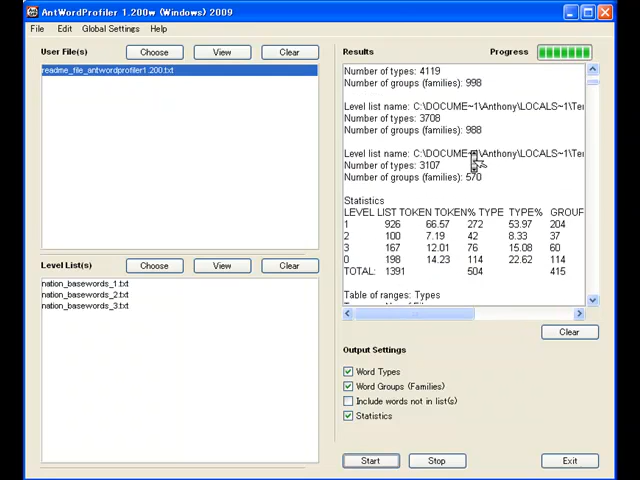 AntWordProfiler 1.200w (Windows) 2009
File Edit Global Settings Help
User File(s) Choose View Clear
readme_file_antwordprofiler1.200.txt
Level List(s) Choose View Clear
nation_basewords_1.txt
nation_basewords_2.txt
nation_basewords_3.txt
Results Progress
Number of types: 4119
Number of groups (families): 998
Level list name: C:\DOCUME~1\Anthony\LOCALS~1\Ter
Number of types: 3708
Number of groups (families): 988
Level list name: C:\DOCUME~1\Anthony\LOCALS~1\Ter
Number of types: 3107
Number of groups (families): 570
Statistics
LEVEL LIST TOKEN TOKEN% TYPE TYPE% GROUP
1 926 66.57 272 53.97 204
2 100 7.19 42 8.33 37
3 167 12.01 76 15.08 60
0 198 14.23 114 22.62 114
TOTAL: 1391 504 415
Table of ranges: Types
Clear
Output Settings
Word Types
Word Groups (Families)
Include words not in list(s)
Statistics
Start Stop Exit